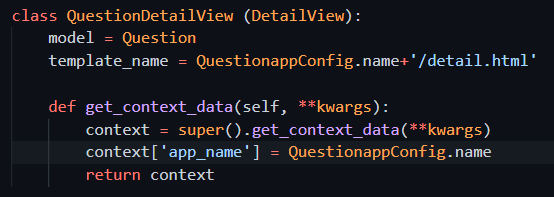 class QuestionDetailView (DetailView):
    model = Question
    template_name = QuestionappConfig.name+'/detail.html'

    def get_context_data(self, **kwargs):
        context = super().get_context_data(**kwargs)
        context['app_name'] = QuestionappConfig.name
        return context